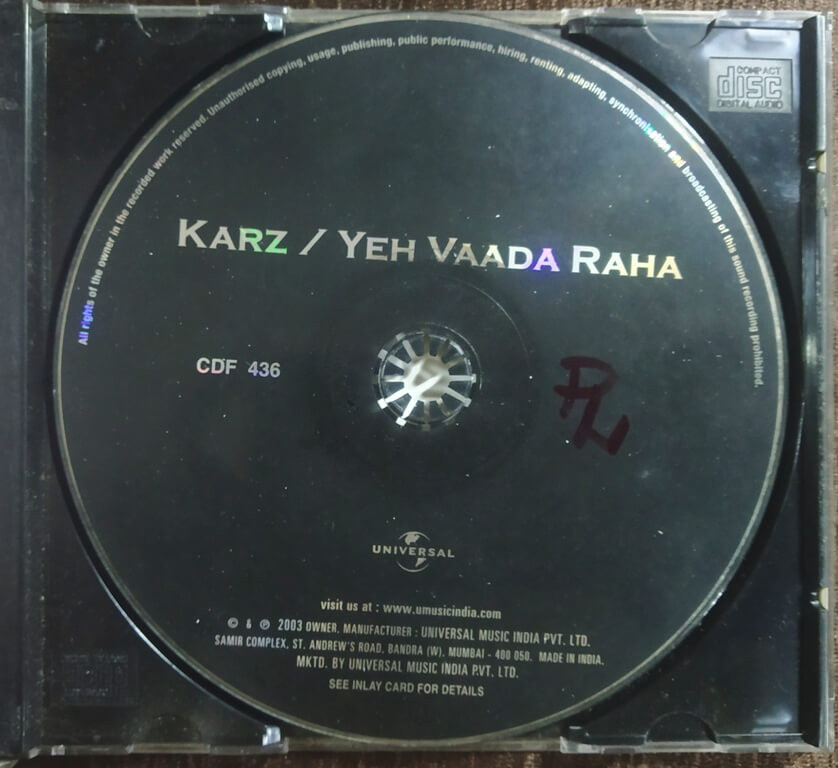 COMPACT
disc
DIGITAL AUDIO
All rights of the owner in the recorded work reserved. Unauthorised copying, usage, publishing, public performance, hiring, renting, adapting, synchronisation and broadcasting of this sound recording prohibited.
KARZ / YEH VAADA RAHA
CDF 436
UNIVERSAL
visit us at : www.umusicindia.com
© & ℗ 2003 OWNER, MANUFACTURER : UNIVERSAL MUSIC INDIA PVT. LTD.
SAMIR COMPLEX, ST. ANDREW'S ROAD, BANDRA (W), MUMBAI - 400 050. MADE IN INDIA.
MKTD. BY UNIVERSAL MUSIC INDIA PVT. LTD.
SEE INLAY CARD FOR DETAILS